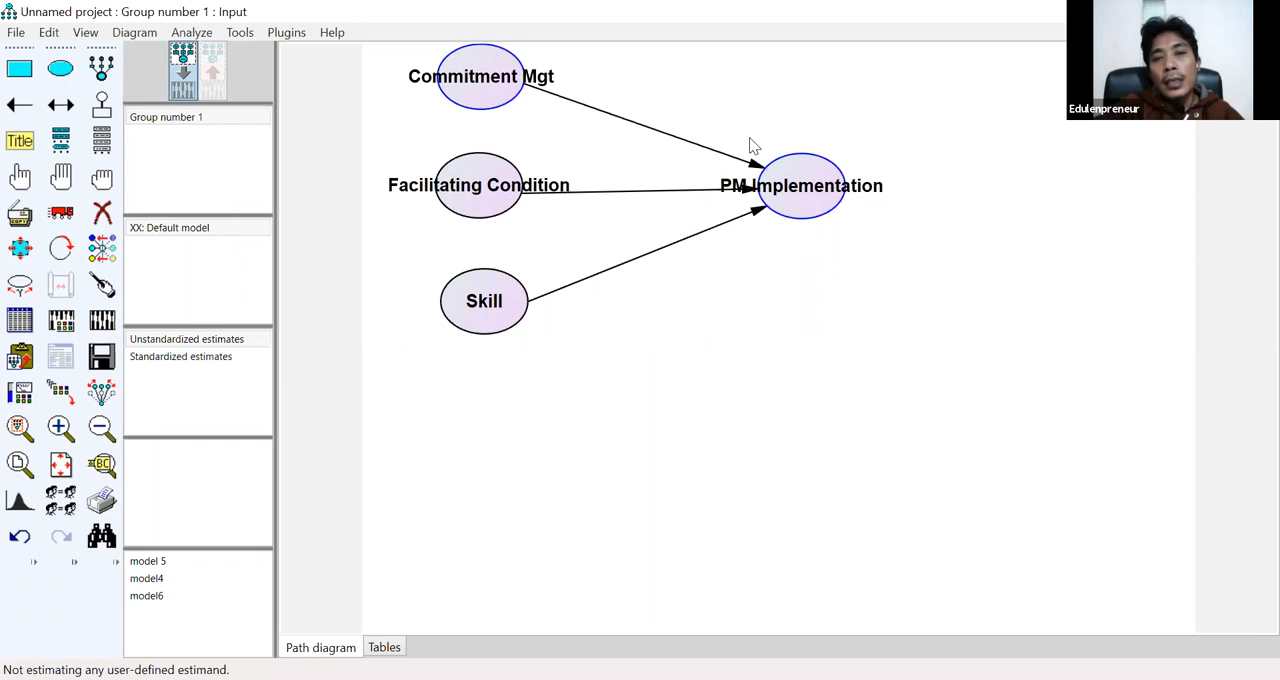 Unnamed project : Group number 1 : Input
File Edit View Diagram Analyze Tools Plugins Help
Edulenpreneur
Title
Group number 1
XX: Default model
Unstandardized estimates
Standardized estimates
model 5
model4
model6
Commitment Mgt
Facilitating Condition
PM Implementation
Skill
Path diagram Tables
Not estimating any user-defined estimand.